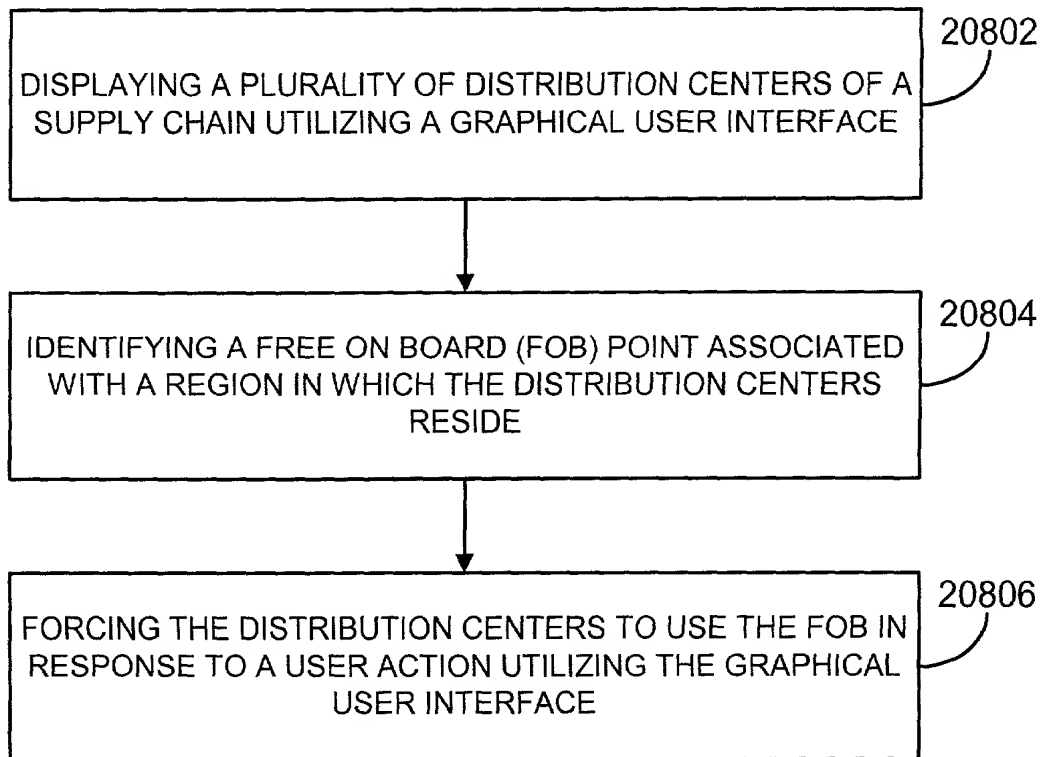 20802
DISPLAYING A PLURALITY OF DISTRIBUTION CENTERS OF A
SUPPLY CHAIN UTILIZING A GRAPHICAL USER INTERFACE
20804
IDENTIFYING A FREE ON BOARD (FOB) POINT ASSOCIATED
WITH A REGION IN WHICH THE DISTRIBUTION CENTERS
RESIDE
20806
FORCING THE DISTRIBUTION CENTERS TO USE THE FOB IN
RESPONSE TO A USER ACTION UTILIZING THE GRAPHICAL
USER INTERFACE